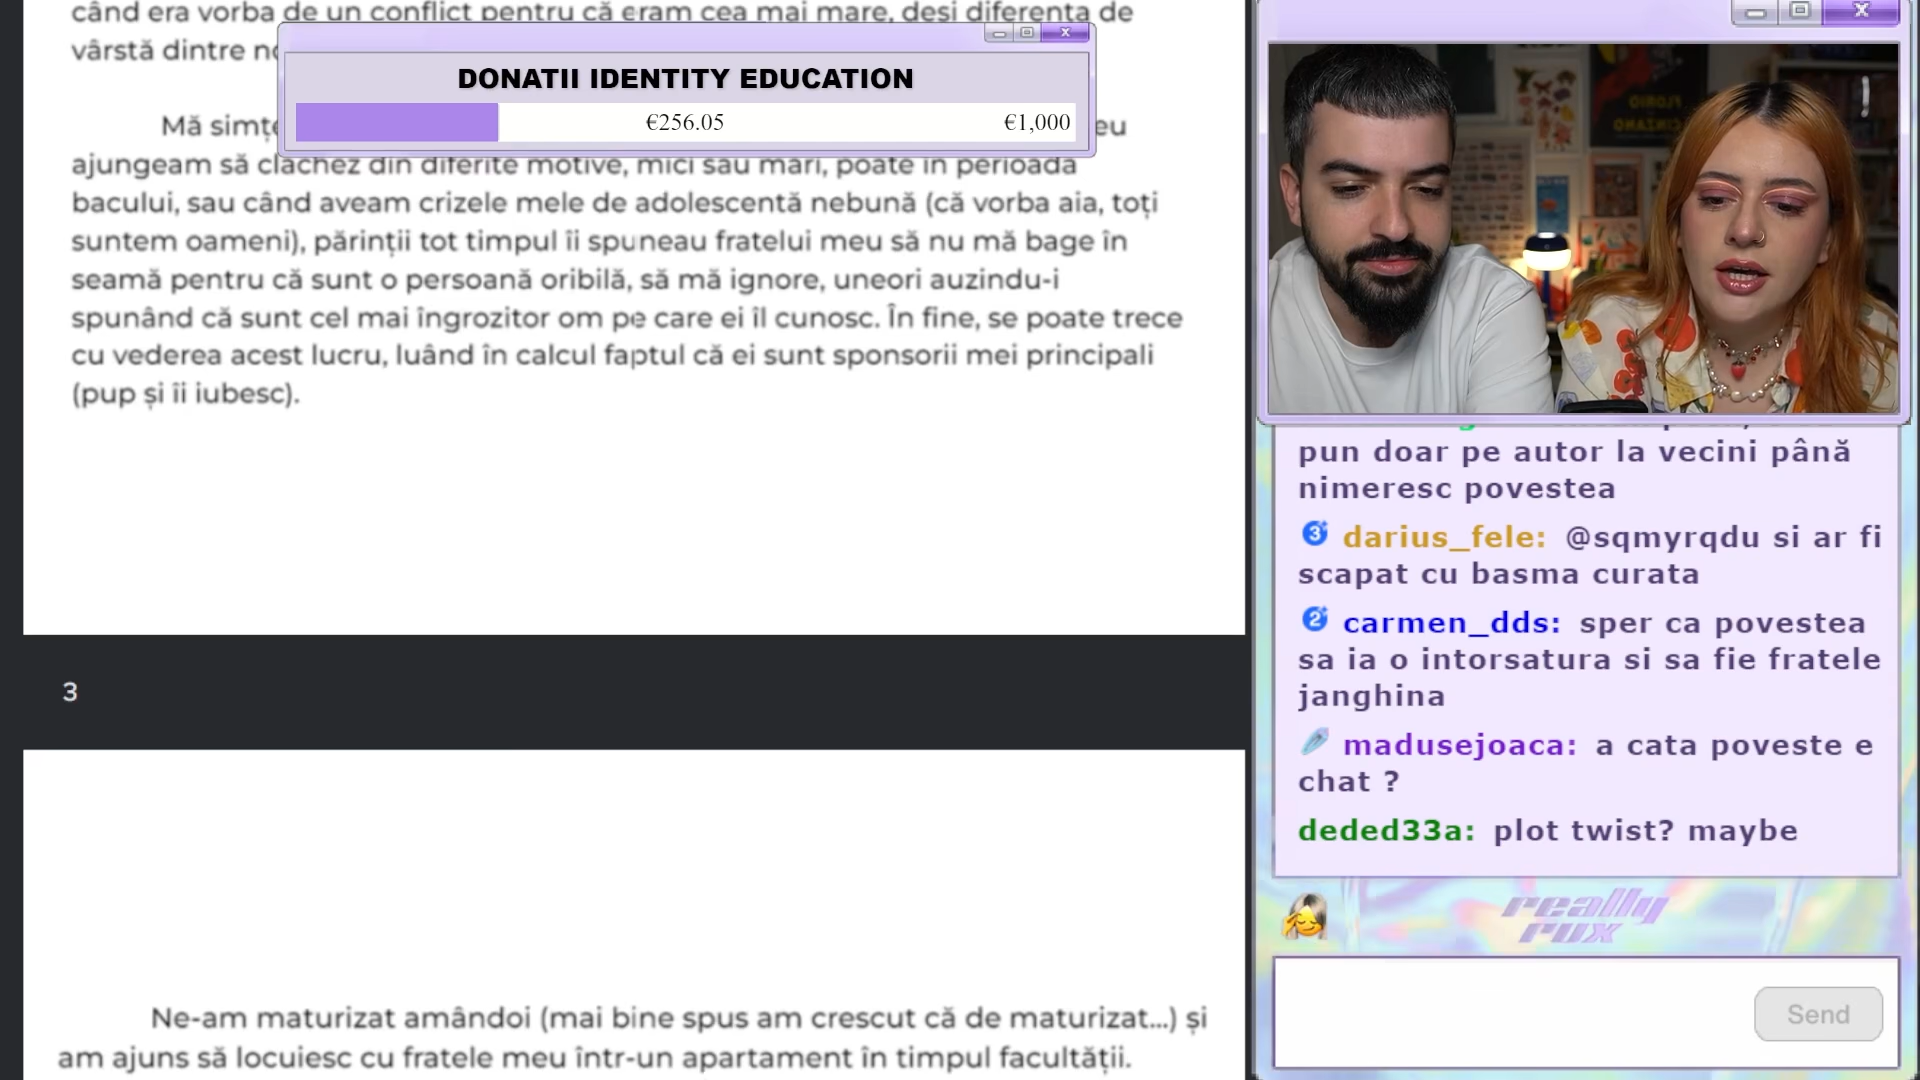 când era vorba de un conflict pentru că eram cea mai mare, deși diferența de
vârstă dintre
Mă eu
ajungeam să clachez din diferite motive, mici sau mari, poate în perioada
bacului, sau când aveam crizele mele de adolescentă nebună (că vorba aia, toți
suntem oameni), părinții tot timpul îi spuneau fratelui meu să nu mă bage în
seamă pentru că sunt o persoană oribilă, să mă ignore, uneori auzindu-i
spunând că sunt cel mai îngrozitor om pe care ei îl cunosc. În fine, se poate trece
cu vederea acest lucru, luând în calcul faptul că ei sunt sponsorii mei principali
(pup și îi iubesc).
DONATII IDENTITY EDUCATION
€256.05 €1,000
3
Ne-am maturizat amândoi (mai bine spus am crescut că de maturizat...) și
am ajuns să locuiesc cu fratele meu într-un apartament în timpul facultății.
pun doar pe autor la vecini până
nimeresc povestea
3 darius_fele: @sqmyrqdu si ar fi
scapat cu basma curata
2 carmen_dds: sper ca povestea
sa ia o intorsatura si sa fie fratele
janghina
madusejoaca: a cata poveste e
chat ?
deded33a: plot twist? maybe
really
rux
Send